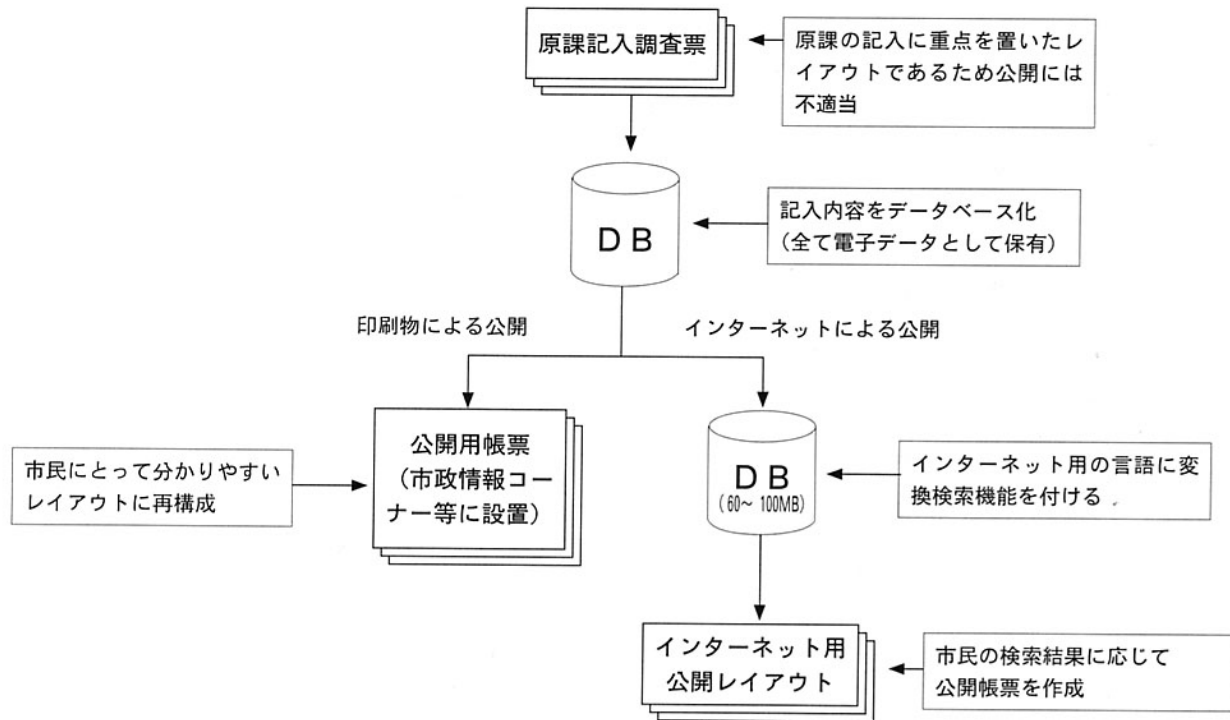 原課記入調査票
原課の記入に重点を置いたレ
イアウトであるため公開には
不適当
ＤＢ
記入内容をデータベース化
（全て電子データとして保有）
印刷物による公開
インターネットによる公開
公開用帳票
（市政情報コー
ナー等に設置）
市民にとって分かりやすい
レイアウトに再構成
ＤＢ
（60～100MB）
インターネット用の言語に変
換検索機能を付ける
インターネット用
公開レイアウト
市民の検索結果に応じて
公開帳票を作成